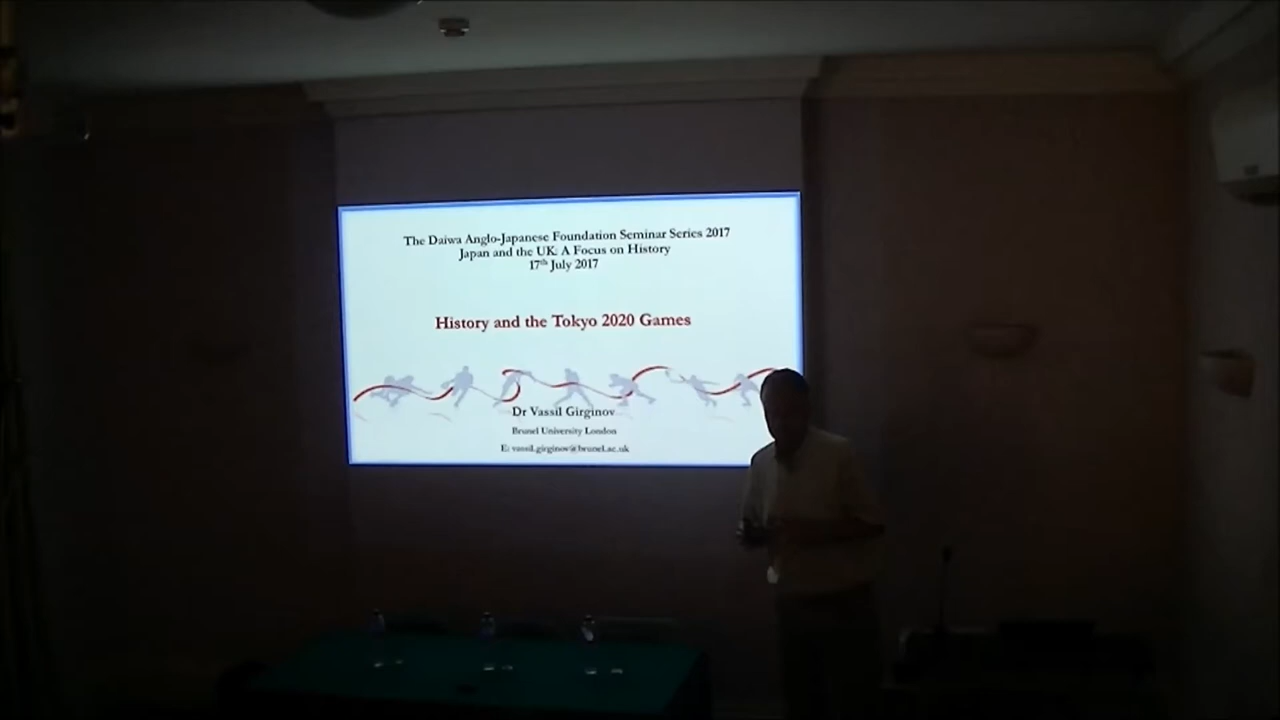 The Daiwa Anglo-Japanese Foundation Seminar Series 2017
Japan and the UK: A Focus on History
17th July 2017
History and the Tokyo 2020 Games
Dr Vassil Girginov
Brunel University London
E: vassil.girginov@brunel.ac.uk